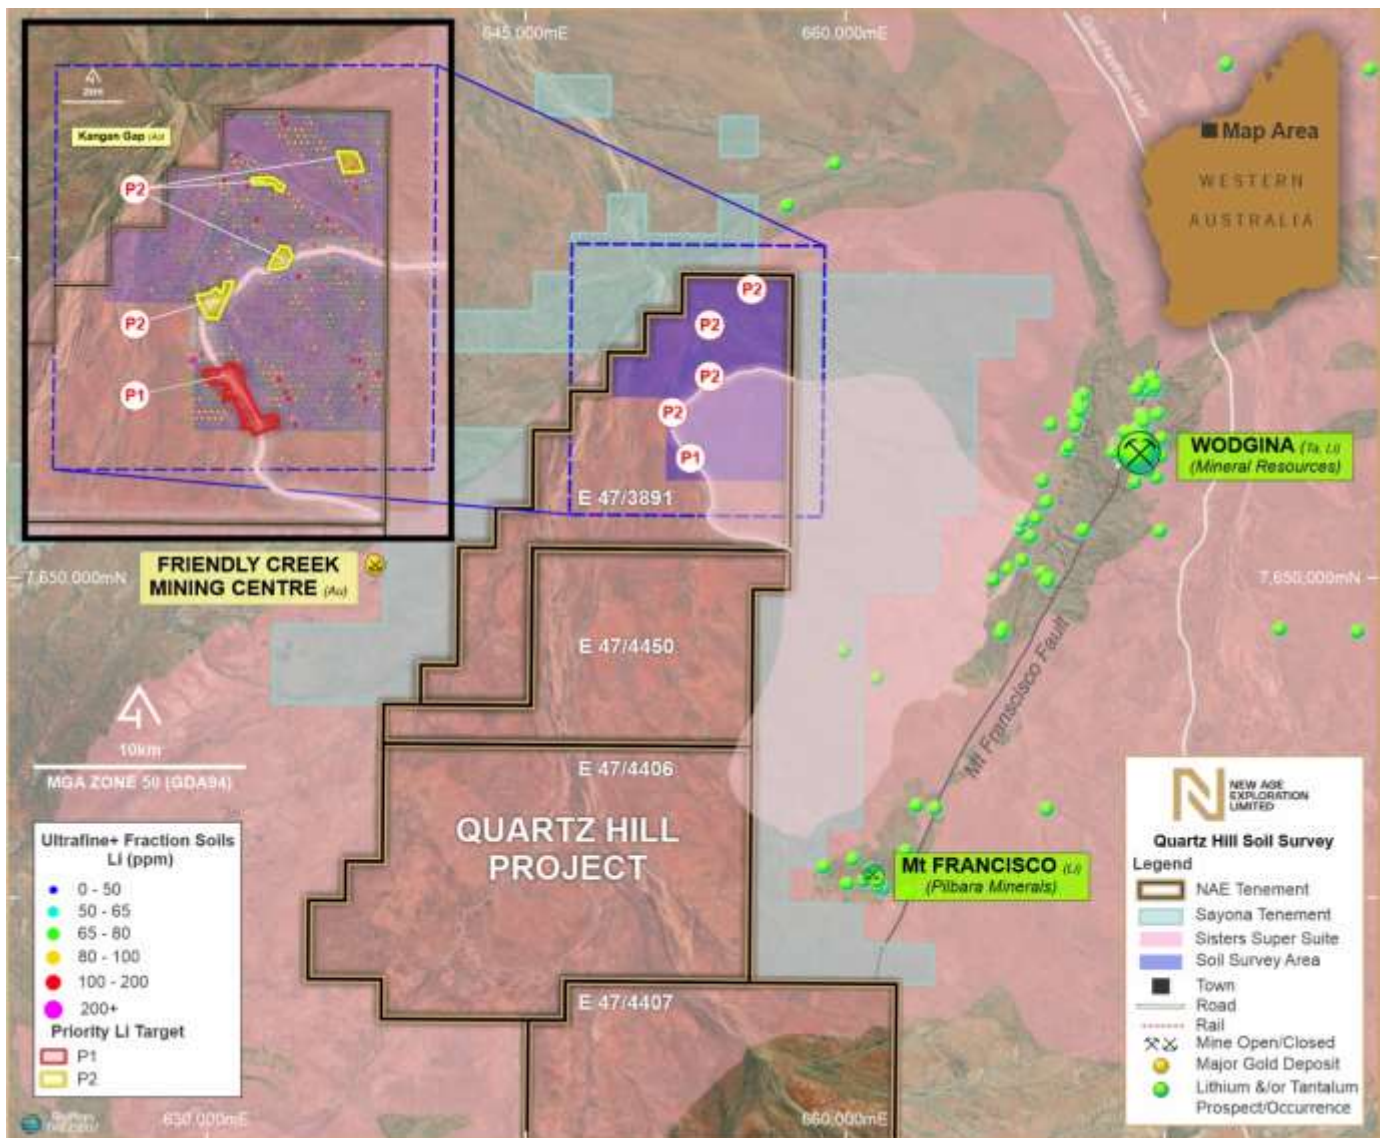 645,000mE
660,000mE
Great Northern Hwy
2km
Kangan Gap (Au)
P2
P2
P1
Map Area
WESTERN
AUSTRALIA
P2
P2
P2
P2
P1
E 47/3891
WODGINA (Ta, Li)
(Mineral Resources)
FRIENDLY CREEK
MINING CENTRE (Au)
7,650,000mN
7,650,000mN
E 47/4450
Mt Franscisco Fault
10km
MGA ZONE 50 (GDA94)
E 47/4406
QUARTZ HILL
PROJECT
Mt FRANCISCO (Li)
(Pilbara Minerals)
E 47/4407
Ultrafine+ Fraction Soils
Li (ppm)
0 - 50
50 - 65
65 - 80
80 - 100
100 - 200
200+
Priority Li Target
P1
P2
NEW AGE
EXPLORATION
LIMITED
Quartz Hill Soil Survey
Legend
NAE Tenement
Sayona Tenement
Sisters Super Suite
Soil Survey Area
Town
Road
Rail
Mine Open/Closed
Major Gold Deposit
Lithium &/or Tantalum
Prospect/Occurrence
630,000mE
660,000mE